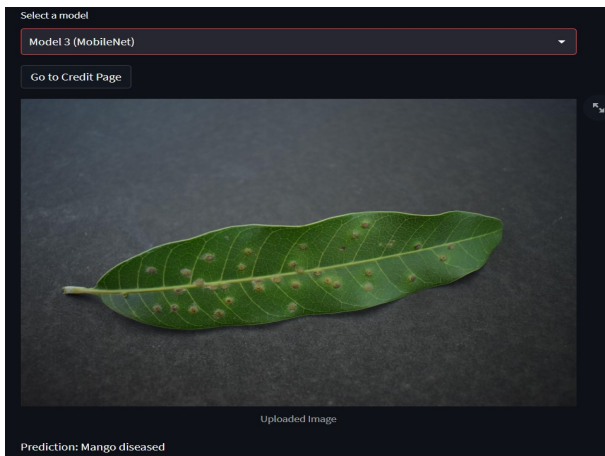 Select a model
Model 3 (MobileNet)
Go to Credit Page
Uploaded Image
Prediction: Mango diseased